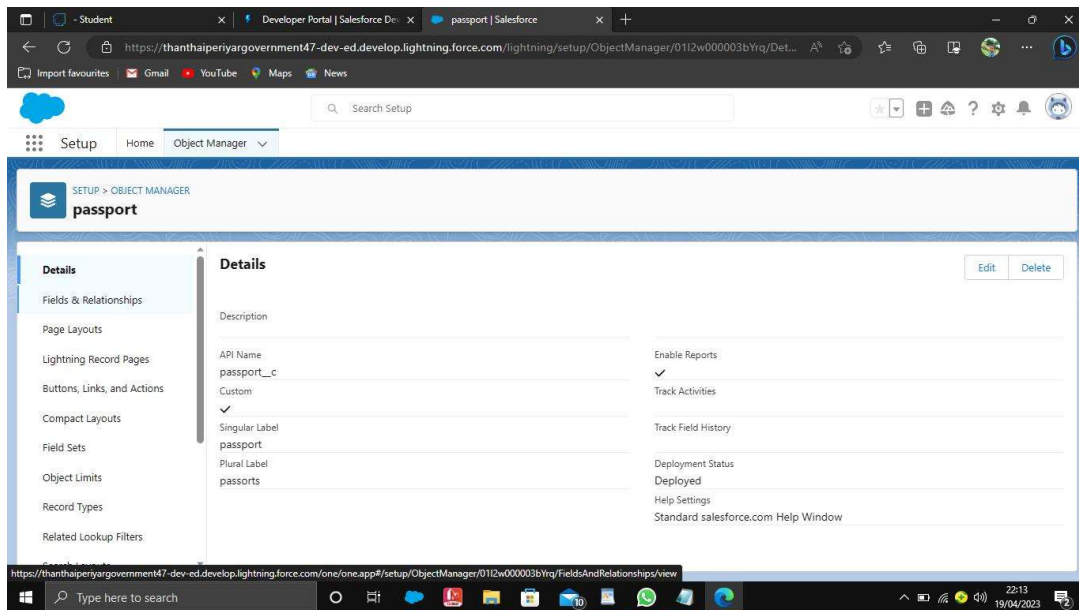 - Student
Developer Portal | Salesforce Dev
passport | Salesforce
https://thanthaiperiyargovernment47-dev-ed.develop.lightning.force.com/lightning/setup/ObjectManager/01I2w000003bYrq/Det...
Import favourites
Gmail
YouTube
Maps
News
Search Setup
Setup
Home
Object Manager
SETUP > OBJECT MANAGER
passport
Details
Fields & Relationships
Page Layouts
Lightning Record Pages
Buttons, Links, and Actions
Compact Layouts
Field Sets
Object Limits
Record Types
Related Lookup Filters
Details
Edit
Delete
Description
API Name
passport__c
Custom
Singular Label
passport
Plural Label
passorts
Enable Reports
Track Activities
Track Field History
Deployment Status
Deployed
Help Settings
Standard salesforce.com Help Window
https://thanthaiperiyargovernment47-dev-ed.develop.lightning.force.com/one/one.app#/setup/ObjectManager/01I2w000003bYrq/FieldsAndRelationships/view
Type here to search
10
22:13
19/04/2023
2